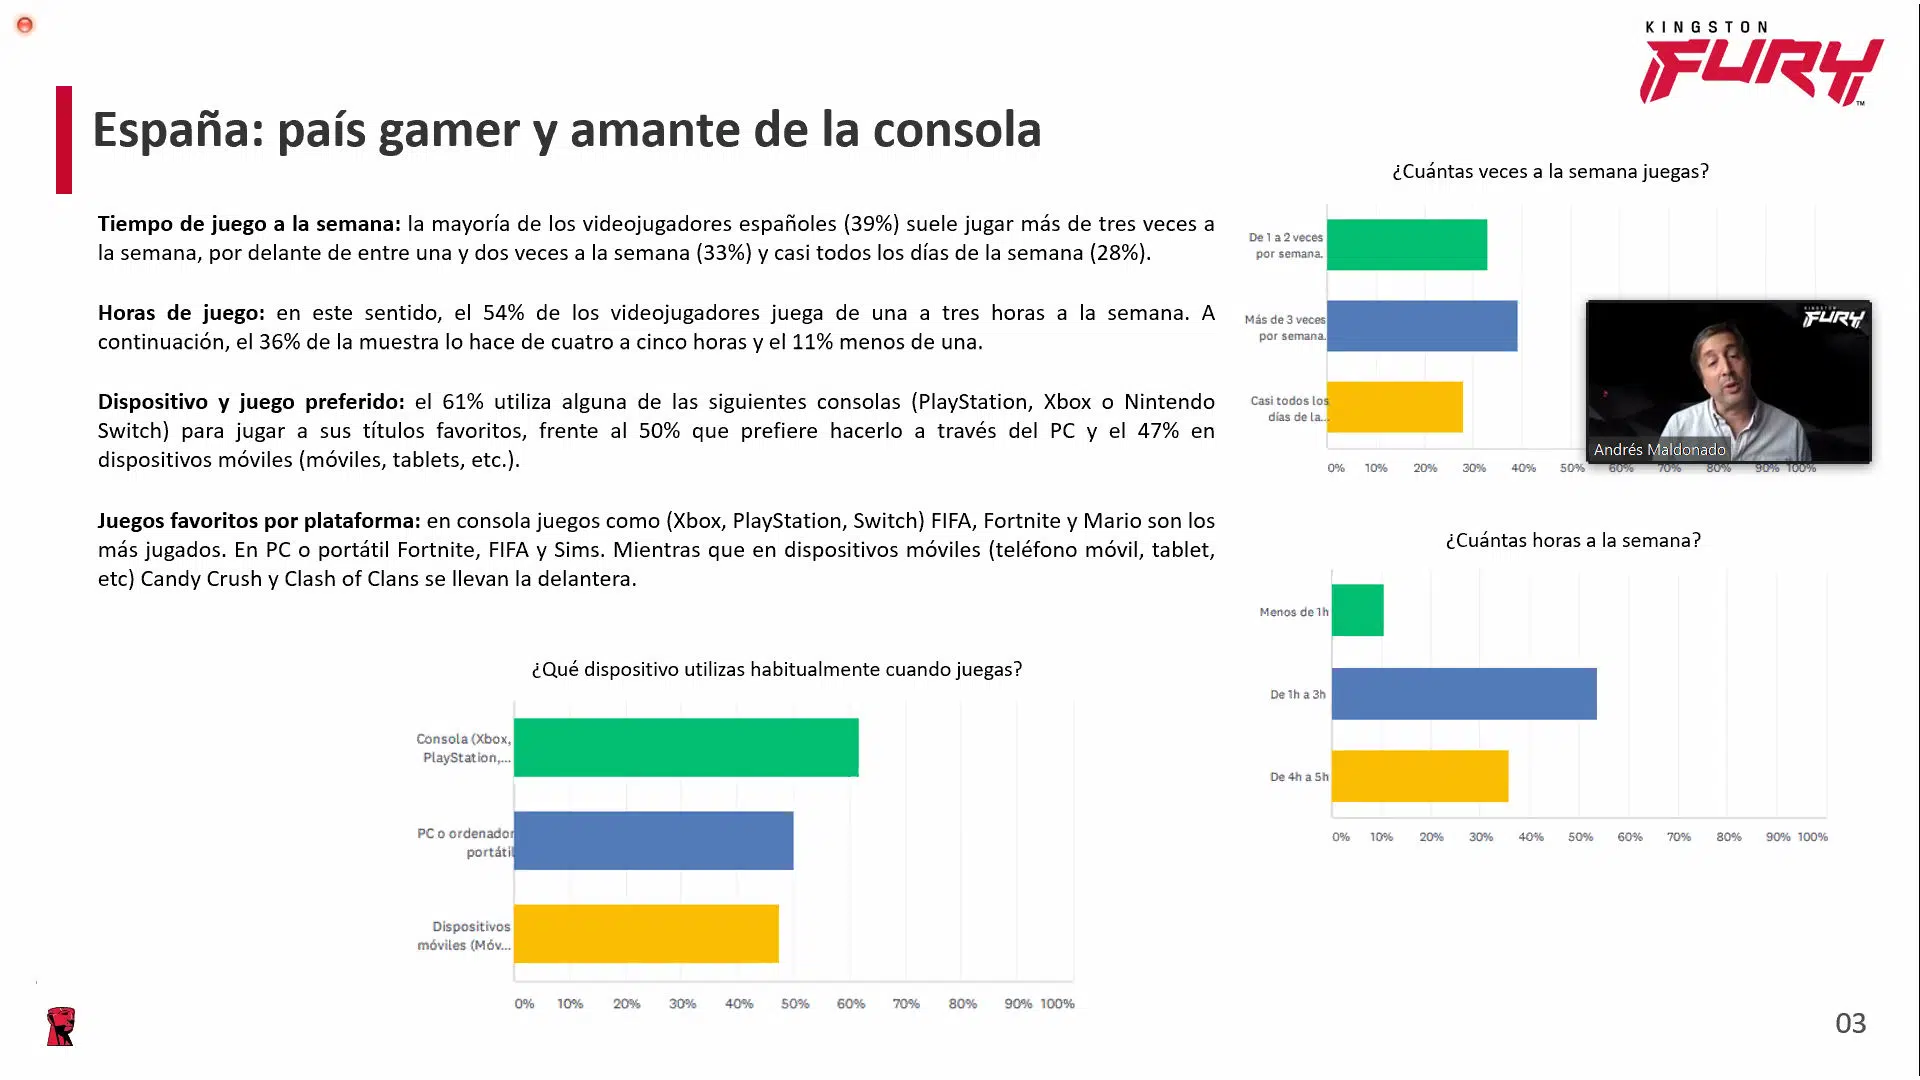 KINGSTON
FURY
TM
España: país gamer y amante de la consola
Tiempo de juego a la semana: la mayoría de los videojugadores españoles (39%) suele jugar más de tres veces a
la semana, por delante de entre una y dos veces a la semana (33%) y casi todos los días de la semana (28%).
Horas de juego: en este sentido, el 54% de los videojugadores juega de una a tres horas a la semana. A
continuación, el 36% de la muestra lo hace de cuatro a cinco horas y el 11% menos de una.
Dispositivo y juego preferido: el 61% utiliza alguna de las siguientes consolas (PlayStation, Xbox o Nintendo
Switch) para jugar a sus títulos favoritos, frente al 50% que prefiere hacerlo a través del PC y el 47% en
dispositivos móviles (móviles, tablets, etc.).
Juegos favoritos por plataforma: en consola juegos como (Xbox, PlayStation, Switch) FIFA, Fortnite y Mario son los
más jugados. En PC o portátil Fortnite, FIFA y Sims. Mientras que en dispositivos móviles (teléfono móvil, tablet,
etc) Candy Crush y Clash of Clans se llevan la delantera.
¿Cuántas veces a la semana juegas?
De 1 a 2 veces
por semana.
Más de 3 veces
por semana.
Casi todos los
días de la...
0% 10% 20% 30% 40% 50% 60% 70% 80% 90% 100%
KINGSTON
FURY
Andrés Maldonado
¿Cuántas horas a la semana?
Menos de 1h
De 1h a 3h
De 4h a 5h
0% 10% 20% 30% 40% 50% 60% 70% 80% 90% 100%
¿Qué dispositivo utilizas habitualmente cuando juegas?
Consola (Xbox,
PlayStation,...
PC o ordenador
portátil
Dispositivos
móviles (Móv...
0% 10% 20% 30% 40% 50% 60% 70% 80% 90% 100%
03